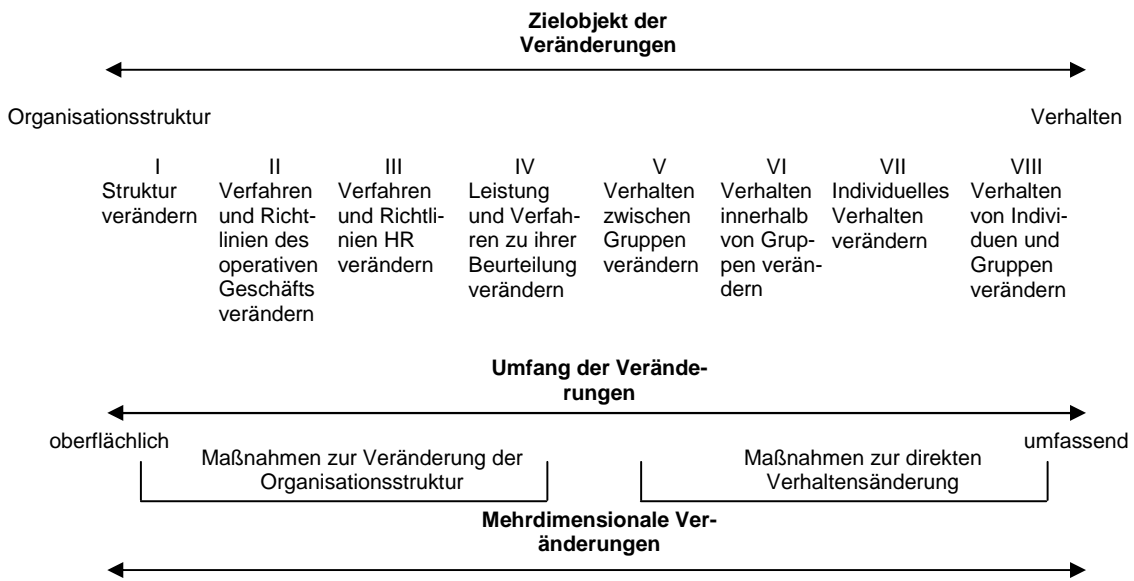 Zielobjekt der
Veränderungen
Organisationsstruktur
Verhalten
I
Struktur
verändern
II
Verfahren
und Richt-
linien des
operativen
Geschäfts
verändern
III
Verfahren
und Richtli-
nien HR
verändern
IV
Leistung
und Verfah-
ren zu ihrer
Beurteilung
verändern
V
Verhalten
zwischen
Gruppen
verändern
VI
Verhalten
innerhalb
von Grup-
pen verän-
dern
VII
Individuelles
Verhalten
verändern
VIII
Verhalten
von Indivi-
duen und
Gruppen
verändern
Umfang der Verände-
rungen
oberflächlich
umfassend
Maßnahmen zur Veränderung der
Organisationsstruktur
Maßnahmen zur direkten
Verhaltensänderung
Mehrdimensionale Ver-
änderungen